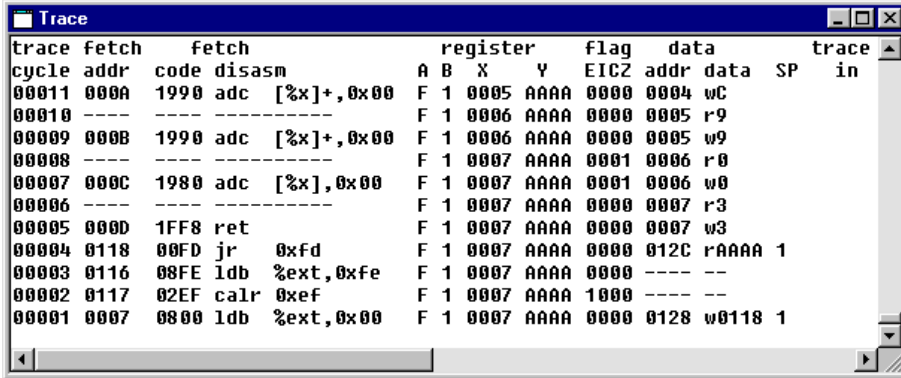 Trace
trace fetch fetch register flag data trace
cycle addr code disasm A B X Y EICZ addr data SP in
00011 000A 1990 adc [%x]+,0x00 F 1 0005 AAAA 0000 0004 wC
00010 ---- ---- ---------- F 1 0006 AAAA 0000 0005 r9
00009 000B 1990 adc [%x]+,0x00 F 1 0006 AAAA 0000 0005 w9
00008 ---- ---- ---------- F 1 0007 AAAA 0001 0006 r0
00007 000C 1980 adc [%x],0x00 F 1 0007 AAAA 0001 0006 w0
00006 ---- ---- ---------- F 1 0007 AAAA 0000 0007 r3
00005 000D 1FF8 ret F 1 0007 AAAA 0000 0007 w3
00004 0118 00FD jr 0xfd F 1 0007 AAAA 0000 012C rAAAA 1
00003 0116 08FE ldb %ext,0xfe F 1 0007 AAAA 0000 ---- --
00002 0117 02EF calr 0xef F 1 0007 AAAA 1000 ---- --
00001 0007 0800 ldb %ext,0x00 F 1 0007 AAAA 0000 0128 w0118 1